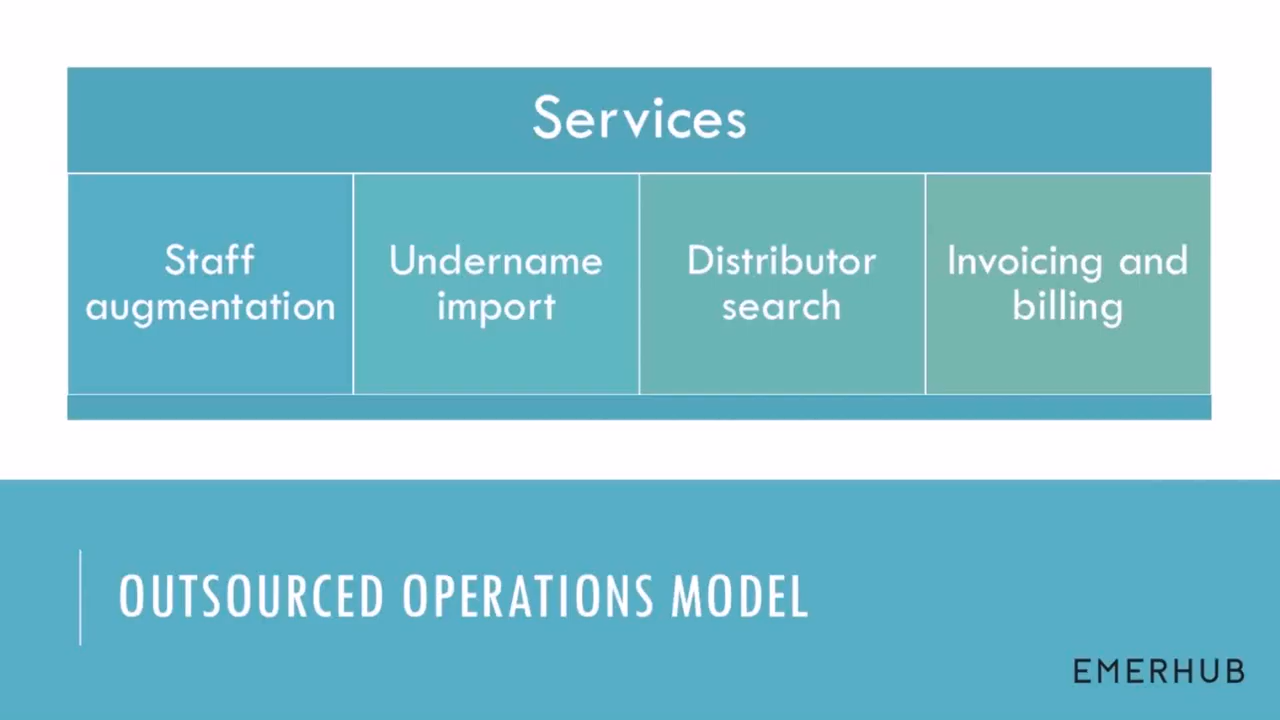 Services
Staff
augmentation
Undername
import
Distributor
search
Invoicing and
billing
OUTSOURCED OPERATIONS MODEL
EMERHUB